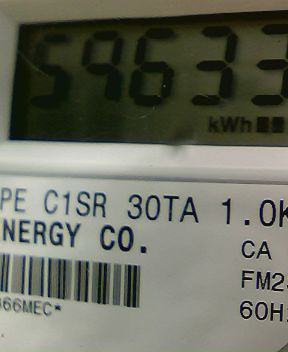 59633
kWh
PE C1SR 30TA 1.0K
NERGY CO.
CA
FM2
66MEC*
60H